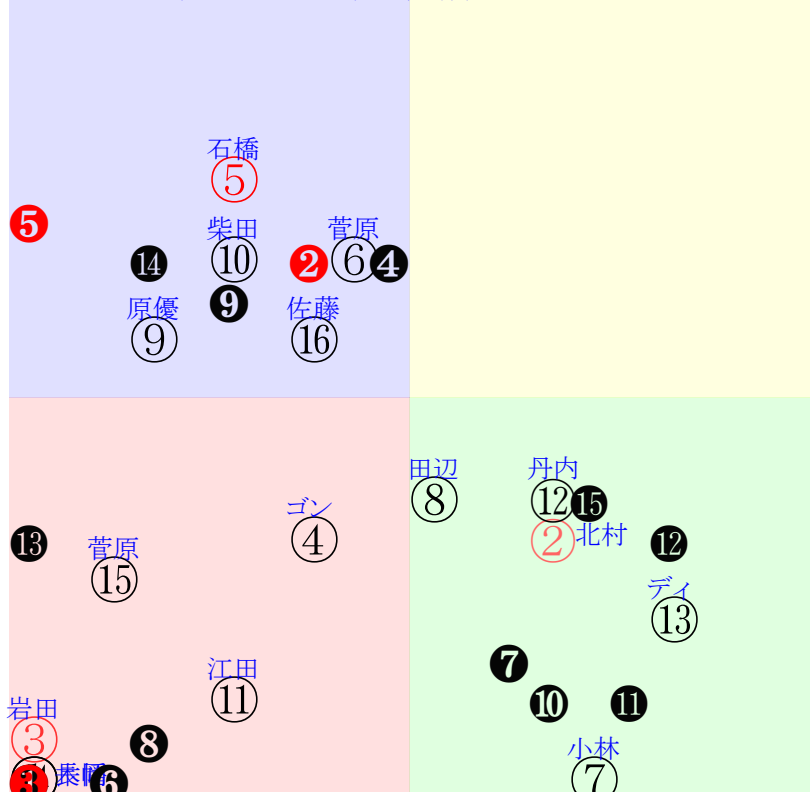 石橋
⑤
❺
柴田
菅原
⓮
⑩
❷
⑥
❹
❾
原優
佐藤
⑨
⑯
田辺
丹内
⑧
⑫
⓯
ゴン
④
②
北村
⓭
菅原
⓬
⑮
ディ
⑬
❼
江田
⑪
❿
⓫
岩田
③
❽
小林
❸
❻
⑦